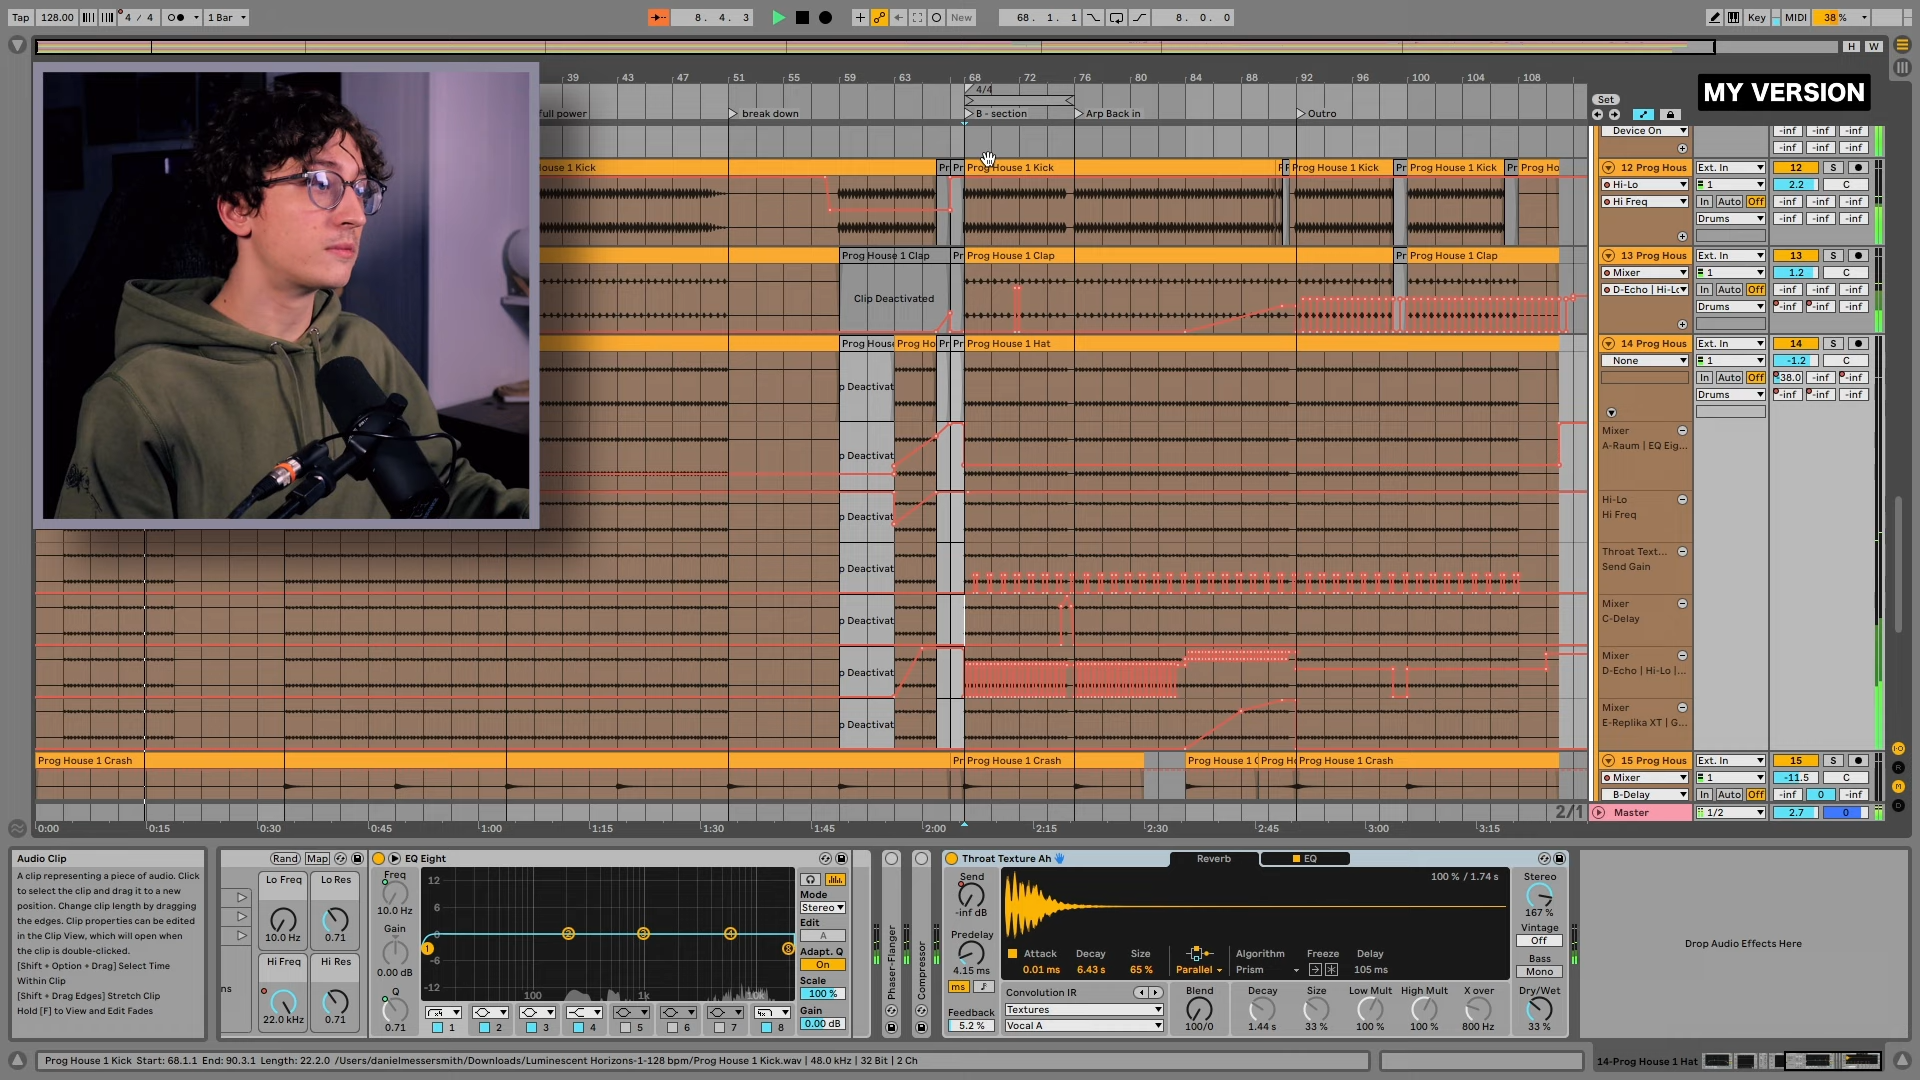 Tap 128.00 4 / 4 1 Bar 8. 4. 3 New 68. 1. 1 8. 0. 0 Key MIDI 38 %
H W
39 43 47 51 55 59 63 68 72 76 80 84 88 92 96 100 104 108
MY VERSION
4/4
Set
full power break down B - section Arp Back in Outro
Device On -inf -inf -inf
-inf -inf -inf
House 1 Kick Pr Pr Prog House 1 Kick Prog House 1 Kick Pr Prog House 1 Kick Pr Prog Ho
12 Prog Hous Ext. In 12 S
Hi-Lo 1 2.2 C
Hi Freq In Auto Off -inf -inf -inf
Drums -inf -inf -inf
Prog House 1 Clap Pr Prog House 1 Clap Pr Prog House 1 Clap
13 Prog Hous Ext. In 13 S
Mixer 1 1.2 C
D-Echo | Hi-Lo In Auto Off -inf -inf -inf
Clip Deactivated
Drums -inf -inf -inf
Prog House Prog Ho Pr Pr Prog House 1 Hat
14 Prog Hous Ext. In 14 S
None 1 -1.2 C
In Auto Off -38.0 -inf -inf
p Deactivat
Drums -inf -inf -inf
Mixer
A-Raum | EQ Eig...
p Deactivat
Hi-Lo
Hi Freq
p Deactivat
Throat Text...
Send Gain
p Deactivat
Mixer
C-Delay
p Deactivat
Mixer
D-Echo | Hi-Lo |...
p Deactivat
Mixer
E-Replika XT | G...
p Deactivat
Prog House 1 Crash Pr Prog House 1 Crash Prog House 1 C Prog H Prog House 1 Crash
15 Prog Hous Ext. In 15 S
Mixer 1 -11.5 C
B-Delay In Auto Off -inf 0 -inf
2/1 Master 1/2 2.7 0
0:00 0:15 0:30 0:45 1:00 1:15 1:30 1:45 2:00 2:15 2:30 2:45 3:00 3:15
Audio Clip
A clip representing a piece of audio. Click
to select the clip and drag it to a new
position. Change clip length by dragging
the edges. Clip properties can be edited
in the Clip View, which will open when
the clip is double-clicked.
[Shift + Option + Drag] Select Time
Within Clip
[Shift + Drag Edges] Stretch Clip
Hold [F] to View and Edit Fades
Rand Map
Lo Freq Lo Res
10.0 Hz 0.71
Hi Freq Hi Res
ns
22.0 kHz 0.71
EQ Eight
Freq
10.0 Hz
Gain
0.00 dB
Q
0.71
12
6
0
-6
-12
1 2 3 4 8
100 1k 10k
1 2 3 4 5 6 7 8
Mode
Stereo
Edit
A
Adapt. Q
On
Scale
100 %
Gain
0.00 dB
Phaser-Flanger
Compressor
Throat Texture Ah Reverb EQ
Send
-inf dB
Predelay
4.15 ms
ms
Feedback
5.2 %
100 % / 1.74 s
Attack Decay Size Algorithm Freeze Delay
0.01 ms 6.43 s 65 % Parallel Prism 105 ms
Convolution IR
Textures
Vocal A
Blend Decay Size Low Mult High Mult X over Dry/Wet
100/0 1.44 s 33 % 100 % 100 % 800 Hz 33 %
Stereo
167 %
Vintage
Off
Bass
Mono
Drop Audio Effects Here
Prog House 1 Kick Start: 68.1.1 End: 90.3.1 Length: 22.2.0 /Users/danielmessersmith/Downloads/Luminescent Horizons-1-128 bpm/Prog House 1 Kick.wav | 48.0 kHz | 32 Bit | 2 Ch
14-Prog House 1 Hat